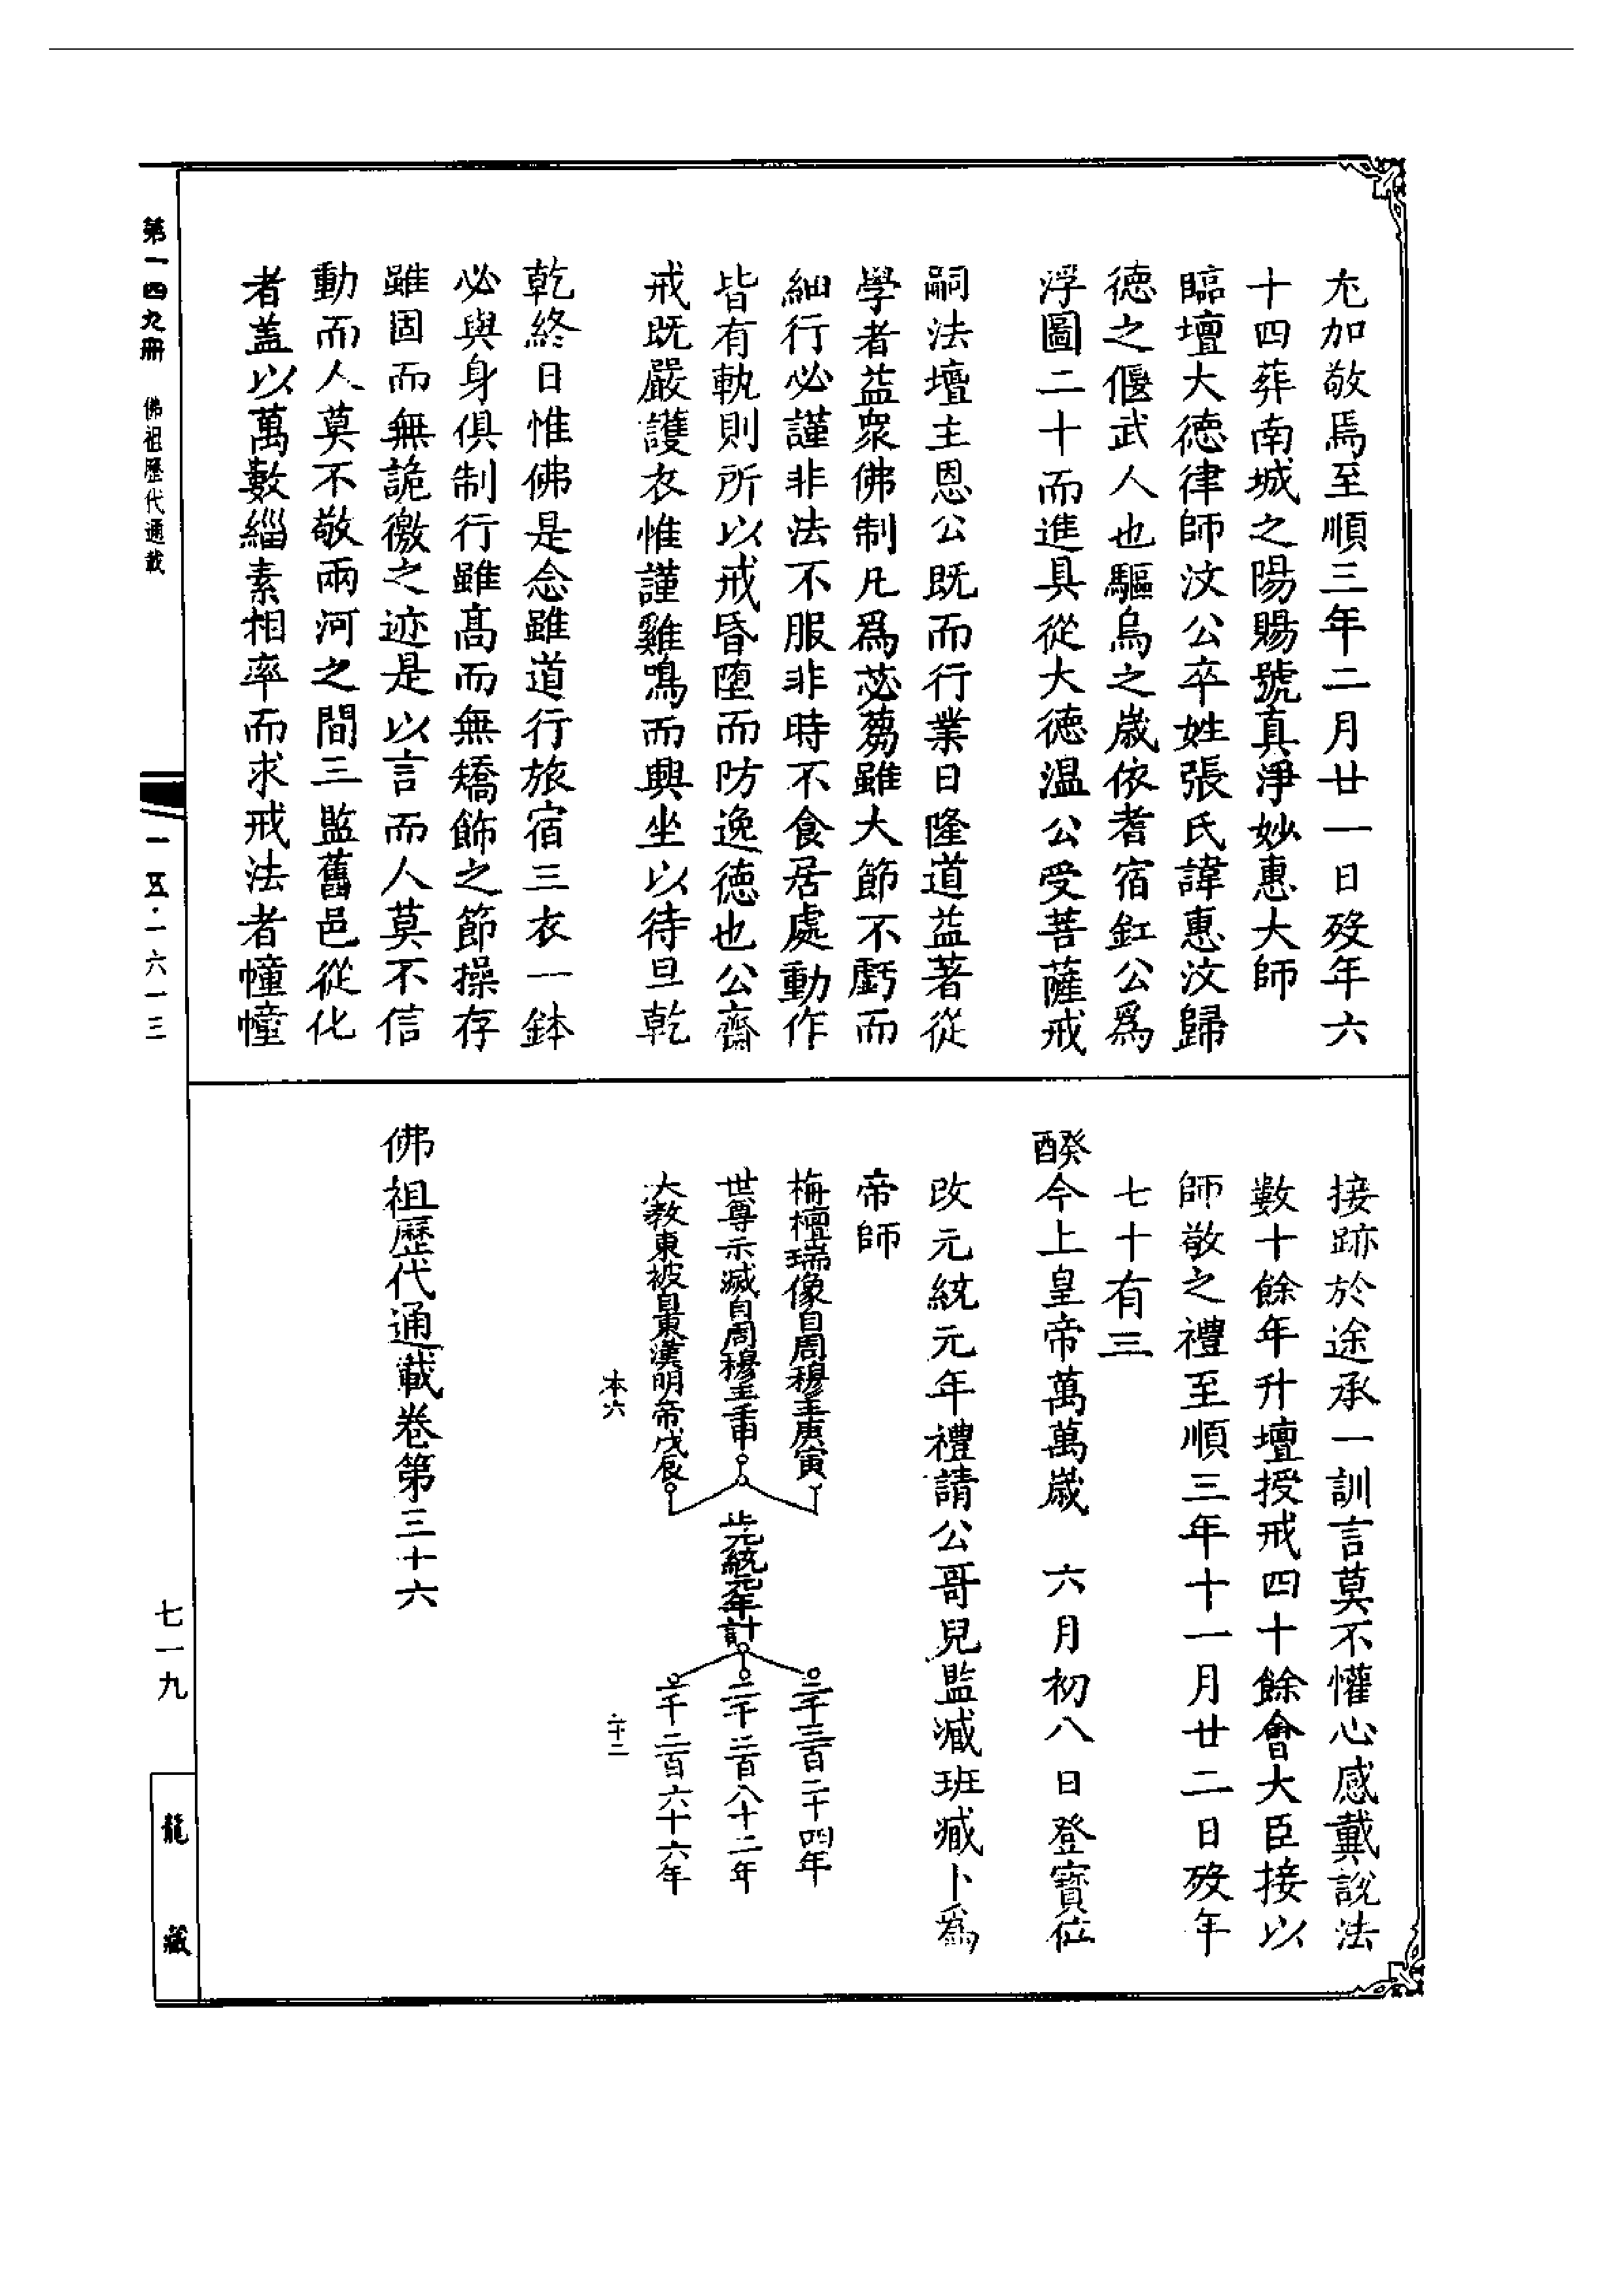 尤加敬焉至順三年二月廿一日歿年六
十四葬南城之陽賜號真淨妙惠大師
臨壇大德律師汶公卒姓張氏諱惠汶歸
德之偃武人也驅烏之歲依耆宿釭公爲
浮圖二十而進具從大德溫公受菩薩戒
嗣法壇主恩公既而行業日隆道益著從
學者益衆佛制凡爲苾蒭雖大節不虧而
細行必謹非法不服非時不食居處動作
皆有軌則所以戒昏墮而防逸德也公齋
戒既嚴護衣惟謹雞鳴而興坐以待旦乾
乾終日惟佛是念雖道行旅宿三衣一鉢
必與身俱制行雖高而無矯飾之節操存
雖固而無詭徼之迹是以言而人莫不信
動而人莫不敬兩河之間三監舊邑從化
者盖以萬數緇素相率而求戒法者幢幢
接跡於途承一訓言莫不懽心感戴說法
數十餘年升壇授戒四十餘會大臣接以
師敬之禮至順三年十一月廿二日歿年
七十有三
癸酉今上皇帝萬萬歲 六月初八日登寶位
改元統元年禮請公哥兒監藏班藏卜爲
帝師
栴檀瑞像自周穆王庚寅
世尊示滅自周穆王壬申
大教東被自東漢明帝戊辰
止元統元年計
二千三百二十四年
二千二百八十二年
一千二百六十六年
本六
二十二
佛祖歷代通載卷第三十六
第一四九冊 佛祖歷代通載
一五·一六一三
七一九
龍藏